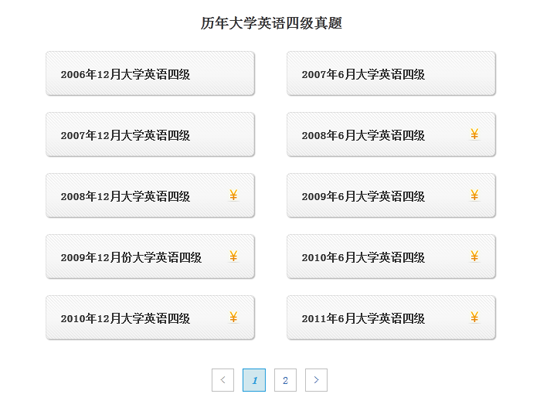 历年大学英语四级真题
2006年12月大学英语四级
2007年6月大学英语四级
2007年12月大学英语四级
2008年6月大学英语四级 ¥
2008年12月大学英语四级 ¥
2009年6月大学英语四级 ¥
2009年12月份大学英语四级 ¥
2010年6月大学英语四级 ¥
2010年12月大学英语四级 ¥
2011年6月大学英语四级 ¥
< 1 2 >